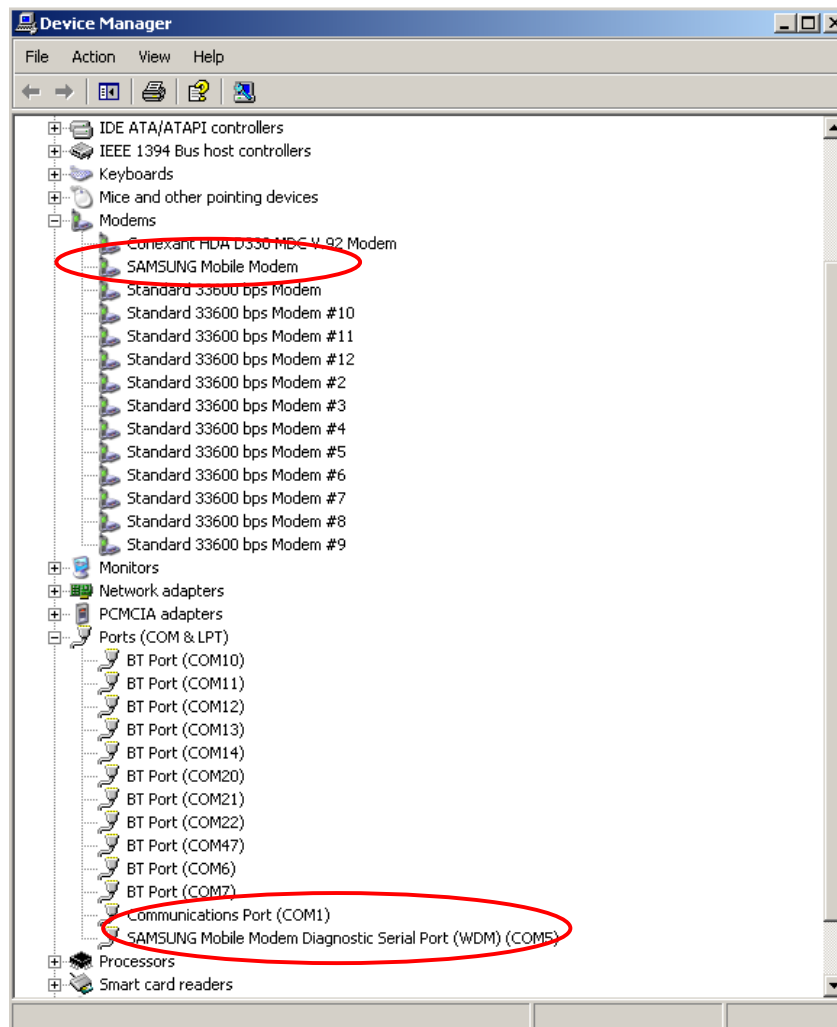 Device Manager
File Action View Help
IDE ATA/ATAPI controllers
IEEE 1394 Bus host controllers
Keyboards
Mice and other pointing devices
Modems
Conexant HDA D330 MDC V.92 Modem
SAMSUNG Mobile Modem
Standard 33600 bps Modem
Standard 33600 bps Modem #10
Standard 33600 bps Modem #11
Standard 33600 bps Modem #12
Standard 33600 bps Modem #2
Standard 33600 bps Modem #3
Standard 33600 bps Modem #4
Standard 33600 bps Modem #5
Standard 33600 bps Modem #6
Standard 33600 bps Modem #7
Standard 33600 bps Modem #8
Standard 33600 bps Modem #9
Monitors
Network adapters
PCMCIA adapters
Ports (COM & LPT)
BT Port (COM10)
BT Port (COM11)
BT Port (COM12)
BT Port (COM13)
BT Port (COM14)
BT Port (COM20)
BT Port (COM21)
BT Port (COM22)
BT Port (COM47)
BT Port (COM6)
BT Port (COM7)
Communications Port (COM1)
SAMSUNG Mobile Modem Diagnostic Serial Port (WDM) (COM5)
Processors
Smart card readers